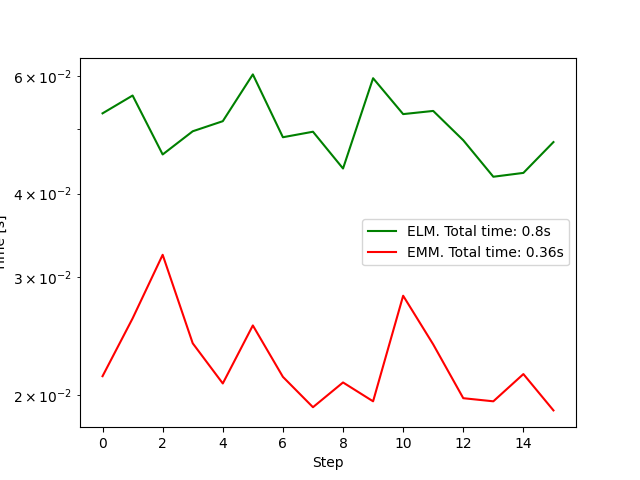 6 × 10⁻²
4 × 10⁻²
3 × 10⁻²
2 × 10⁻²
Time [s]
ELM. Total time: 0.8s
EMM. Total time: 0.36s
0 2 4 6 8 10 12 14
Step